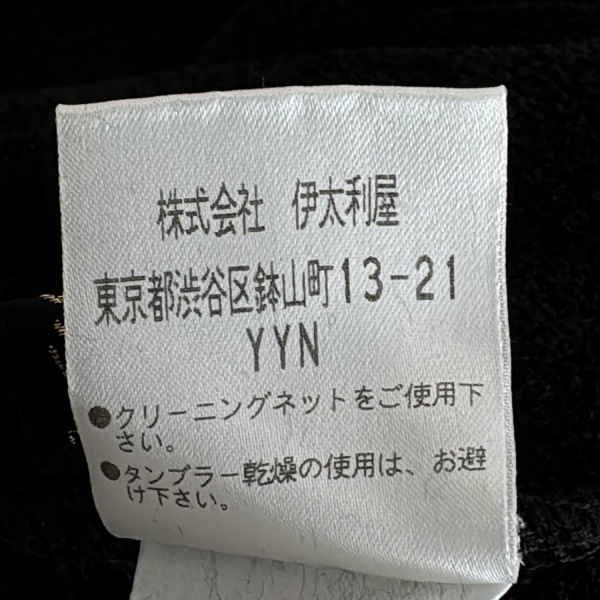 株式会社 伊太利屋
東京都渋谷区鉢山町13-21
YYN
●クリーニングネットをご使用下
さい。
●タンブラー乾燥の使用は、お避
け下さい。